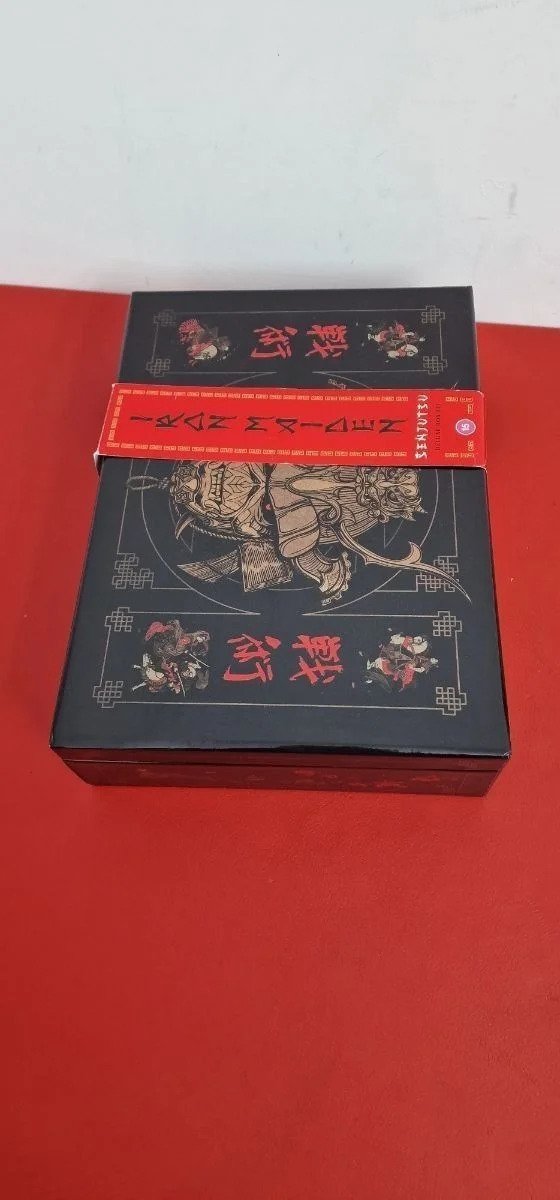 戦術
IRON MAIDEN
SENJUTSU
戦術